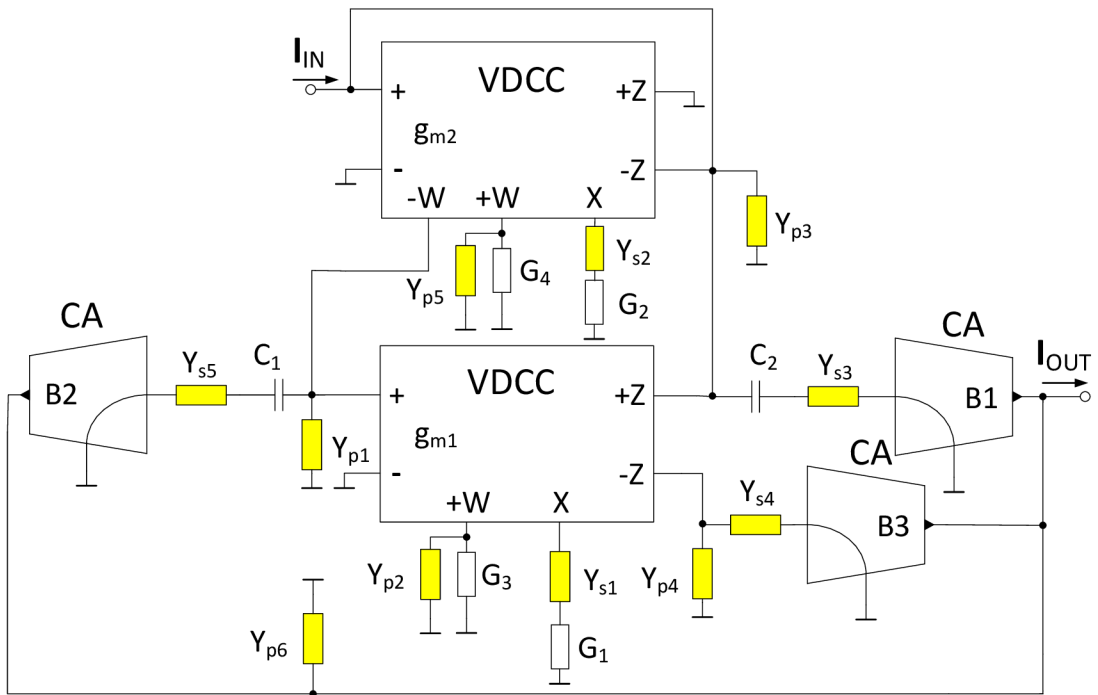 I_IN
VDCC
+
+Z
g_m2
-
-Z
-W
+W
X
Y_p3
Y_p5
G_4
Y_s2
G_2
CA
B2
Y_s5
C_1
VDCC
+
+Z
g_m1
-
-Z
+W
X
Y_p1
C_2
Y_s3
CA
B1
I_OUT
CA
Y_s4
B3
Y_p2
G_3
Y_s1
Y_p4
G_1
Y_p6